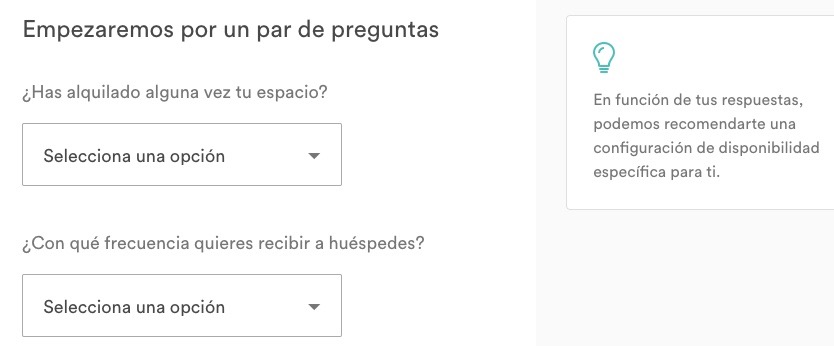 Empezaremos por un par de preguntas
¿Has alquilado alguna vez tu espacio?
Selecciona una opción
¿Con qué frecuencia quieres recibir a huéspedes?
Selecciona una opción
En función de tus respuestas,
podemos recomendarte una
configuración de disponibilidad
específica para ti.